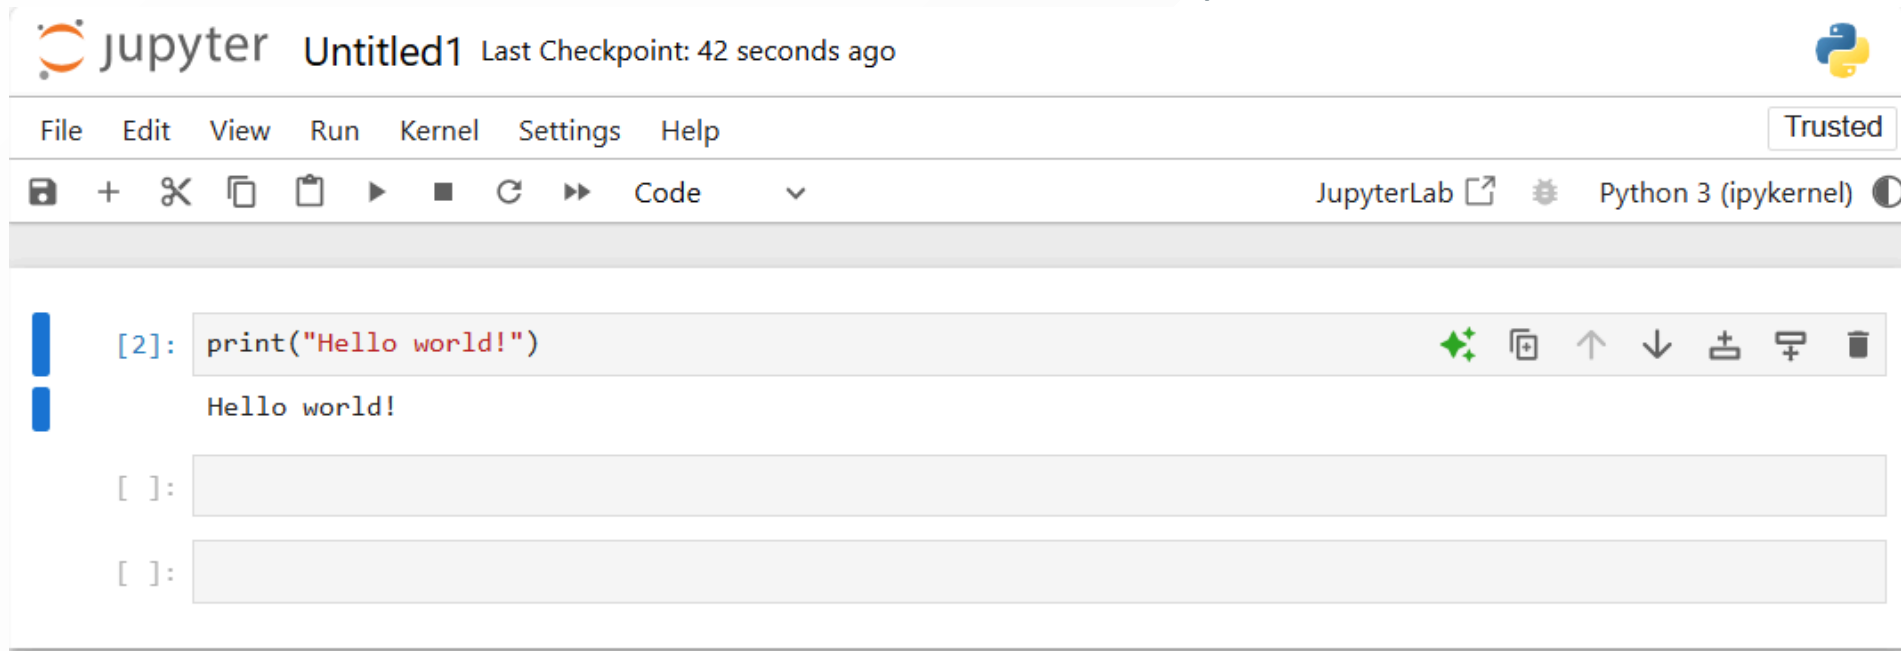 jupyter Untitled1 Last Checkpoint: 42 seconds ago
File Edit View Run Kernel Settings Help Trusted
Code JupyterLab Python 3 (ipykernel)
[2]: print("Hello world!")
Hello world!
[ ]:
[ ]: